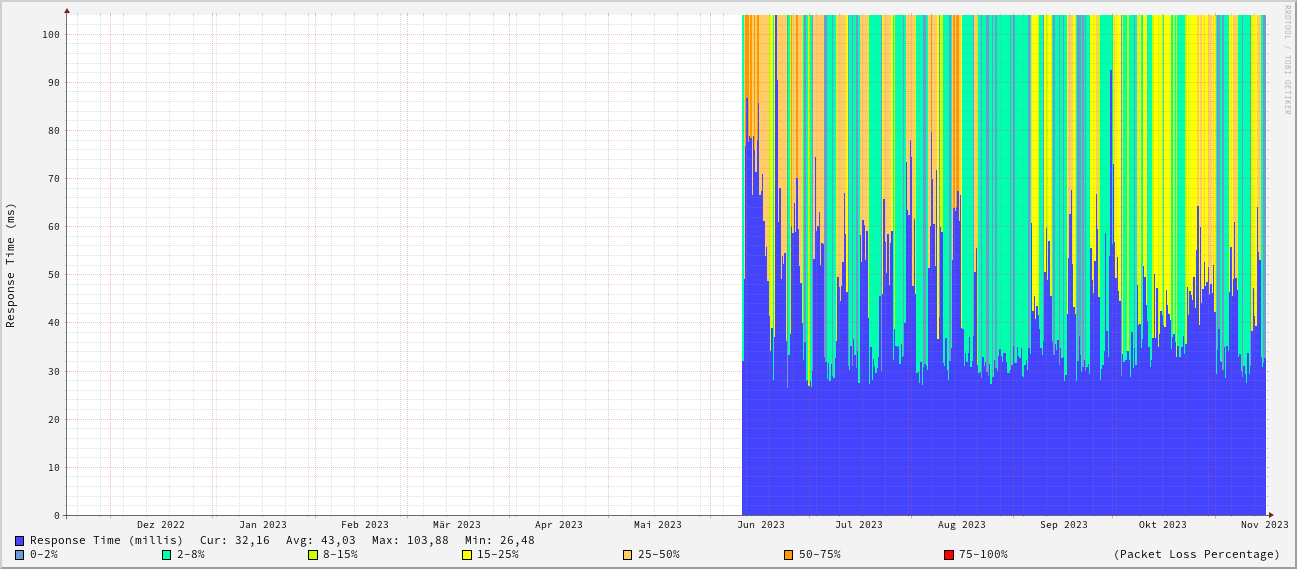 RRDTOOL / TOBI OETIKER
Response Time (ms)
100
90
80
70
60
50
40
30
20
10
0
Dez 2022 Jan 2023 Feb 2023 Mär 2023 Apr 2023 Mai 2023 Jun 2023 Jul 2023 Aug 2023 Sep 2023 Okt 2023 Nov 2023
Response Time (millis) Cur: 32,16 Avg: 43,03 Max: 103,88 Min: 26,48
0-2% 2-8% 8-15% 15-25% 25-50% 50-75% 75-100% (Packet Loss Percentage)